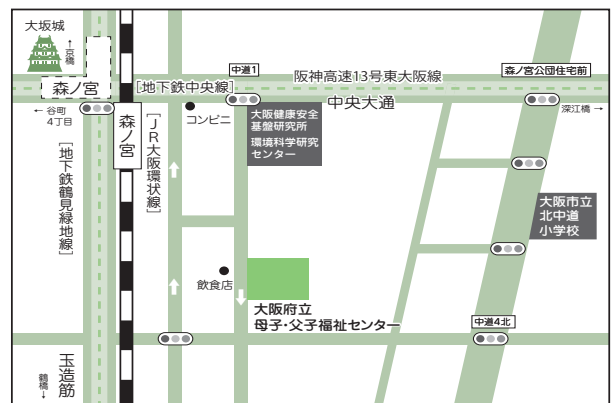 大坂城
↑京橋
森ノ宮
← 谷町
4丁目
[地下鉄鶴見緑地線]
森ノ宮
[JR大阪環状線]
[地下鉄中央線]
コンビニ
中道1
阪神高速13号東大阪線
中央大通
森ノ宮公団住宅前
深江橋 →
大阪健康安全
基盤研究所
環境科学研究
センター
大阪市立
北中道
小学校
飲食店
大阪府立
母子・父子福祉センター
中道4北
玉造筋
鶴橋→